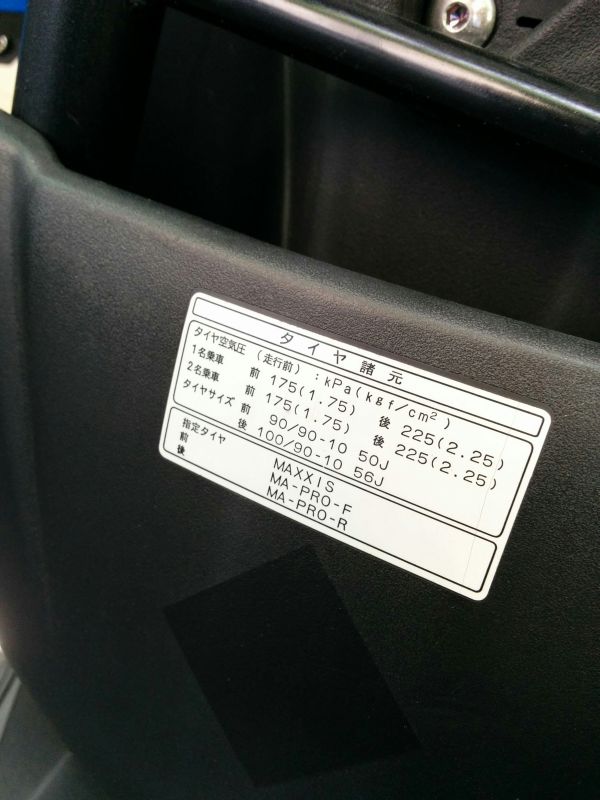 タイヤ諸元
タイヤ空気圧 (走行前) : kPa(kgf/cm²)
1名乗車 前 175(1.75) 後 225(2.25)
2名乗車 前 175(1.75) 後 225(2.25)
タイヤサイズ 前 90/90-10 50J
後 100/90-10 56J
指定タイヤ MAXXIS
前 MA-PRO-F
後 MA-PRO-R